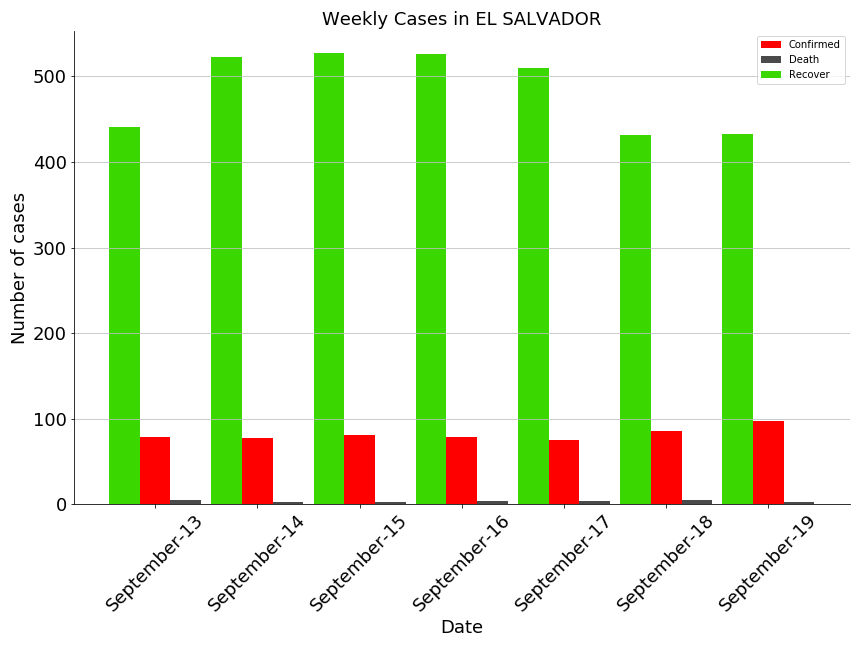 Weekly Cases in EL SALVADOR
Confirmed
Death
Recover
Number of cases
500
400
300
200
100
0
September-13
September-14
September-15
September-16
September-17
September-18
September-19
Date